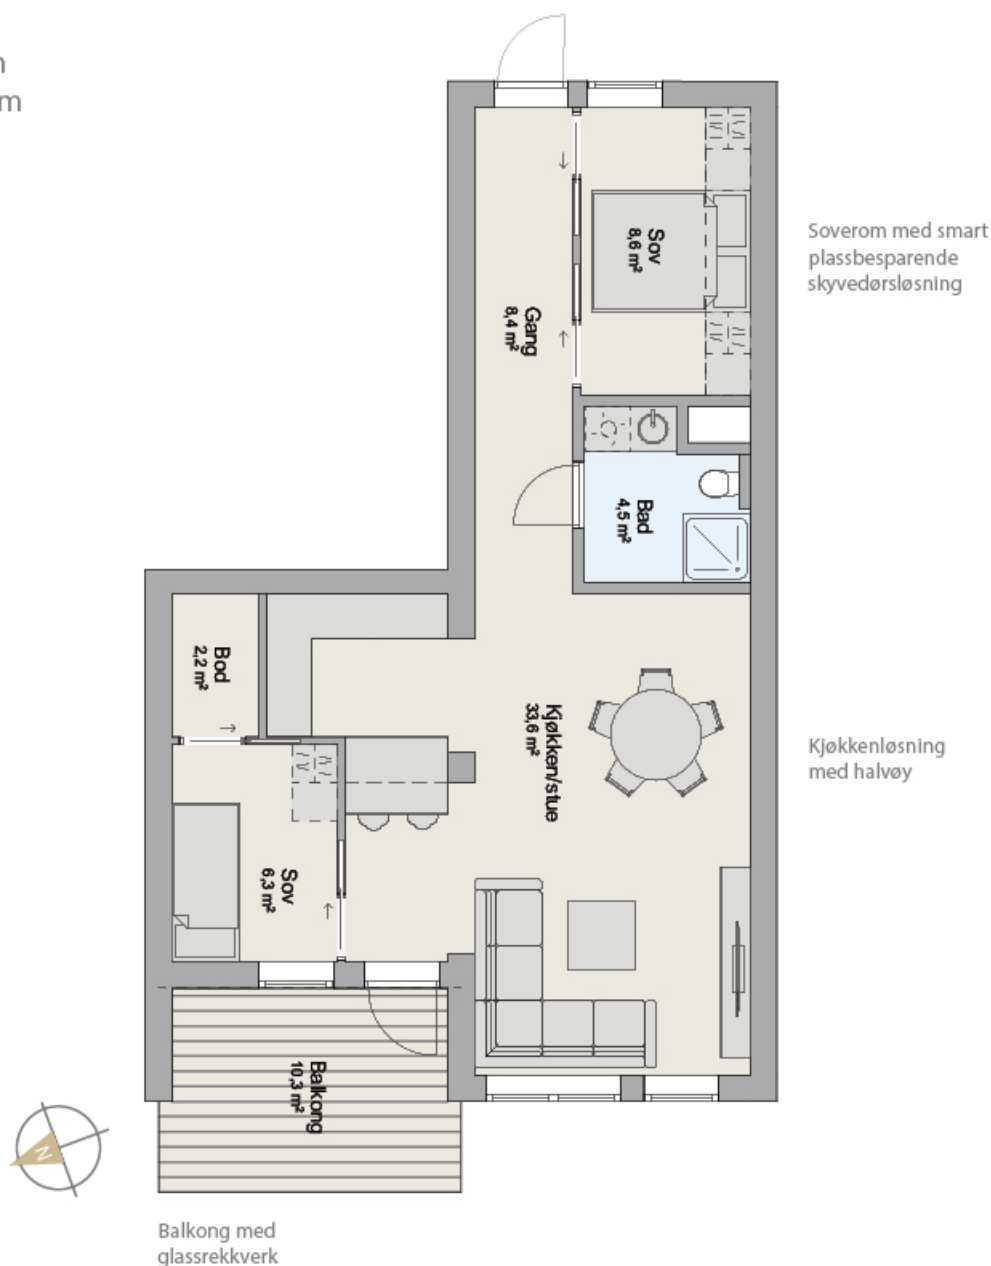 n
m
Sov
8,6 m²
Soverom med smart
plassbesparende
skyvedørsløsning
Gang
8,4 m²
Bad
4,5 m²
Bod
2,2 m²
Kjøkken/stue
33,6 m²
Kjøkkenløsning
med halvøy
Sov
6,3 m²
Balkong
10,3 m²
N
Balkong med
glassrekkverk